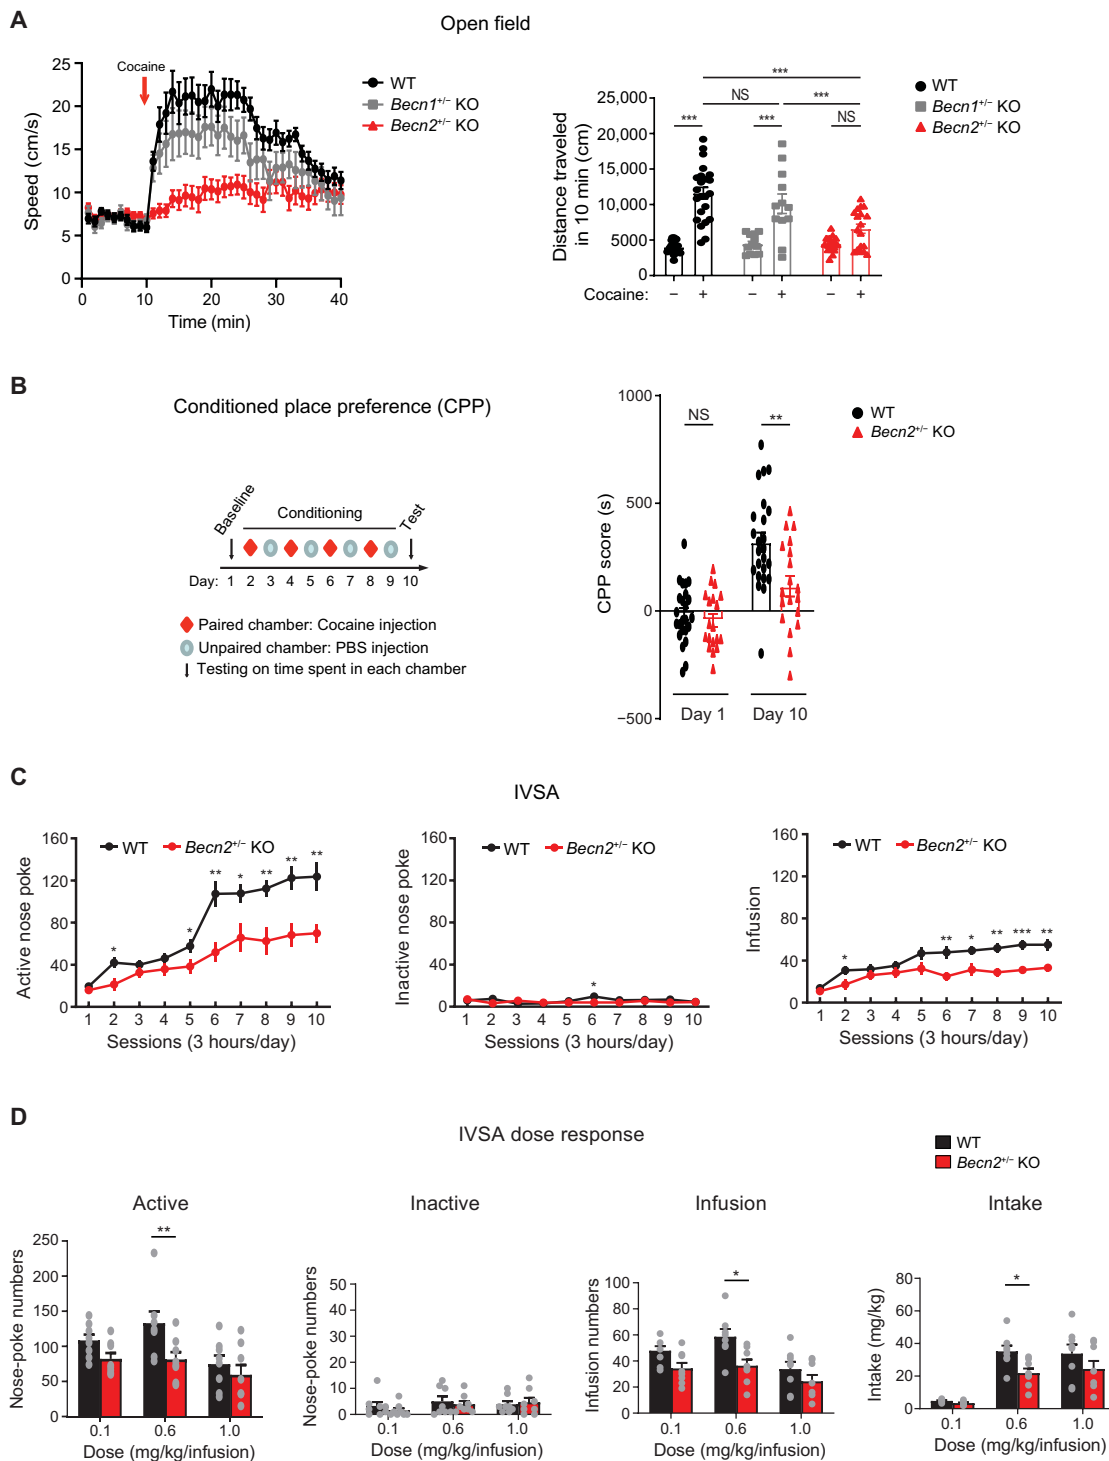 A
Open field
25
20
15
10
5
0
Speed (cm/s)
Cocaine
WT
Becn1+/− KO
Becn2+/− KO
0 10 20 30 40
Time (min)
25,000
20,000
15,000
10,000
5000
0
Distance traveled
in 10 min (cm)
***
NS ***
*** *** NS
WT
Becn1+/− KO
Becn2+/− KO
Cocaine: − + − + − +
B
Conditioned place preference (CPP)
Baseline
Conditioning
Test
Day: 1 2 3 4 5 6 7 8 9 10
Paired chamber: Cocaine injection
Unpaired chamber: PBS injection
Testing on time spent in each chamber
1000
500
0
−500
CPP score (s)
NS
**
WT
Becn2+/− KO
Day 1 Day 10
C
IVSA
160
120
80
40
0
Active nose poke
WT Becn2+/− KO
* * ** * ** ** **
1 2 3 4 5 6 7 8 9 10
Sessions (3 hours/day)
160
120
80
40
0
Inactive nose poke
WT Becn2+/− KO
*
1 2 3 4 5 6 7 8 9 10
Sessions (3 hours/day)
160
120
80
40
0
Infusion
WT Becn2+/− KO
* ** * ** *** **
1 2 3 4 5 6 7 8 9 10
Sessions (3 hours/day)
D
IVSA dose response
WT
Becn2+/− KO
Active
250
200
150
100
50
0
Nose-poke numbers
**
0.1 0.6 1.0
Dose (mg/kg/infusion)
Inactive
50
40
30
20
10
0
Nose-poke numbers
0.1 0.6 1.0
Dose (mg/kg/infusion)
Infusion
100
80
60
40
20
0
Infusion numbers
*
0.1 0.6 1.0
Dose (mg/kg/infusion)
Intake
80
60
40
20
0
Intake (mg/kg)
*
0.1 0.6 1.0
Dose (mg/kg/infusion)